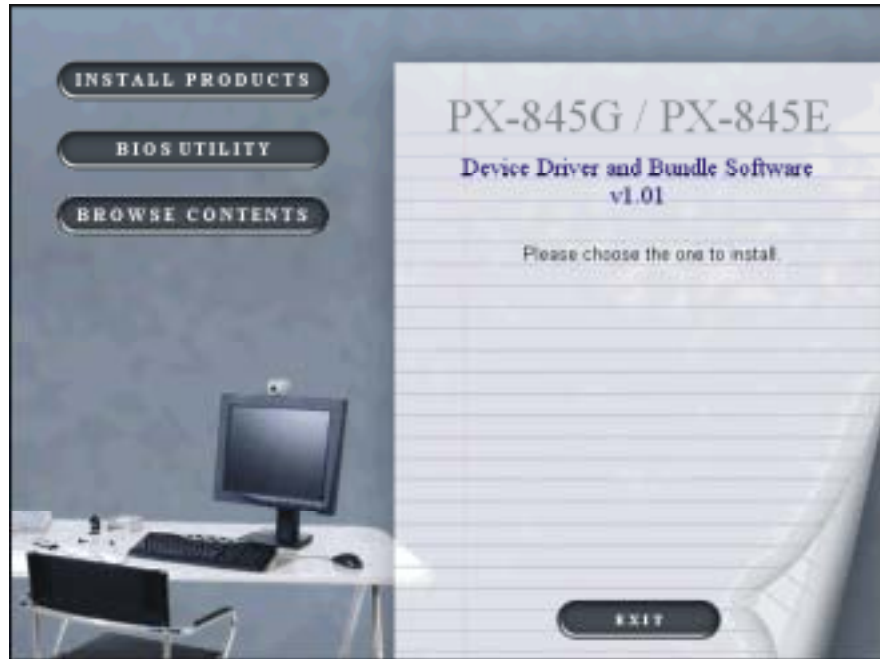 INSTALL PRODUCTS
BIOS UTILITY
BROWSE CONTENTS
PX-845G / PX-845E
Device Driver and Bundle Software
v1.01
Please choose the one to install.
EXIT